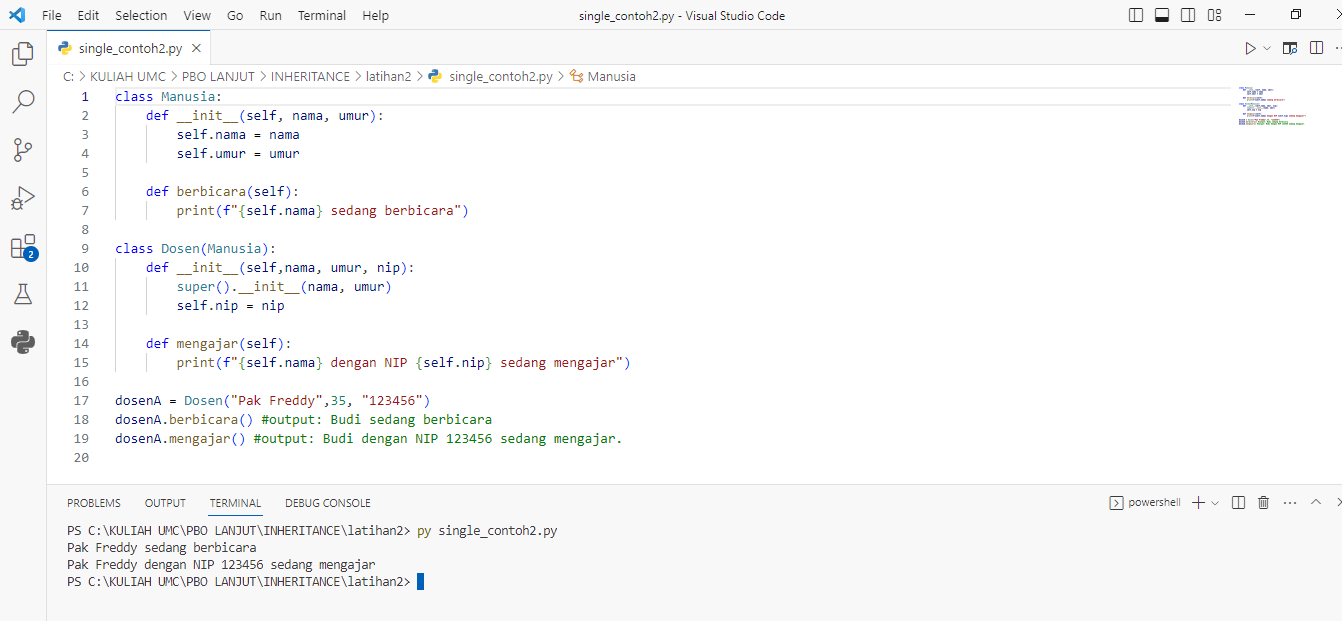 File Edit Selection View Go Run Terminal Help single_contoh2.py - Visual Studio Code
single_contoh2.py
C: > KULIAH UMC > PBO LANJUT > INHERITANCE > latihan2 > single_contoh2.py > Manusia
1 class Manusia:
2 def __init__(self, nama, umur):
3 self.nama = nama
4 self.umur = umur
5
6 def berbicara(self):
7 print(f"{self.nama} sedang berbicara")
8
9 class Dosen(Manusia):
10 def __init__(self,nama, umur, nip):
11 super().__init__(nama, umur)
12 self.nip = nip
13
14 def mengajar(self):
15 print(f"{self.nama} dengan NIP {self.nip} sedang mengajar")
16
17 dosenA = Dosen("Pak Freddy",35, "123456")
18 dosenA.berbicara() #output: Budi sedang berbicara
19 dosenA.mengajar() #output: Budi dengan NIP 123456 sedang mengajar.
20
2
PROBLEMS OUTPUT TERMINAL DEBUG CONSOLE powershell
PS C:\KULIAH UMC\PBO LANJUT\INHERITANCE\latihan2> py single_contoh2.py
Pak Freddy sedang berbicara
Pak Freddy dengan NIP 123456 sedang mengajar
PS C:\KULIAH UMC\PBO LANJUT\INHERITANCE\latihan2>